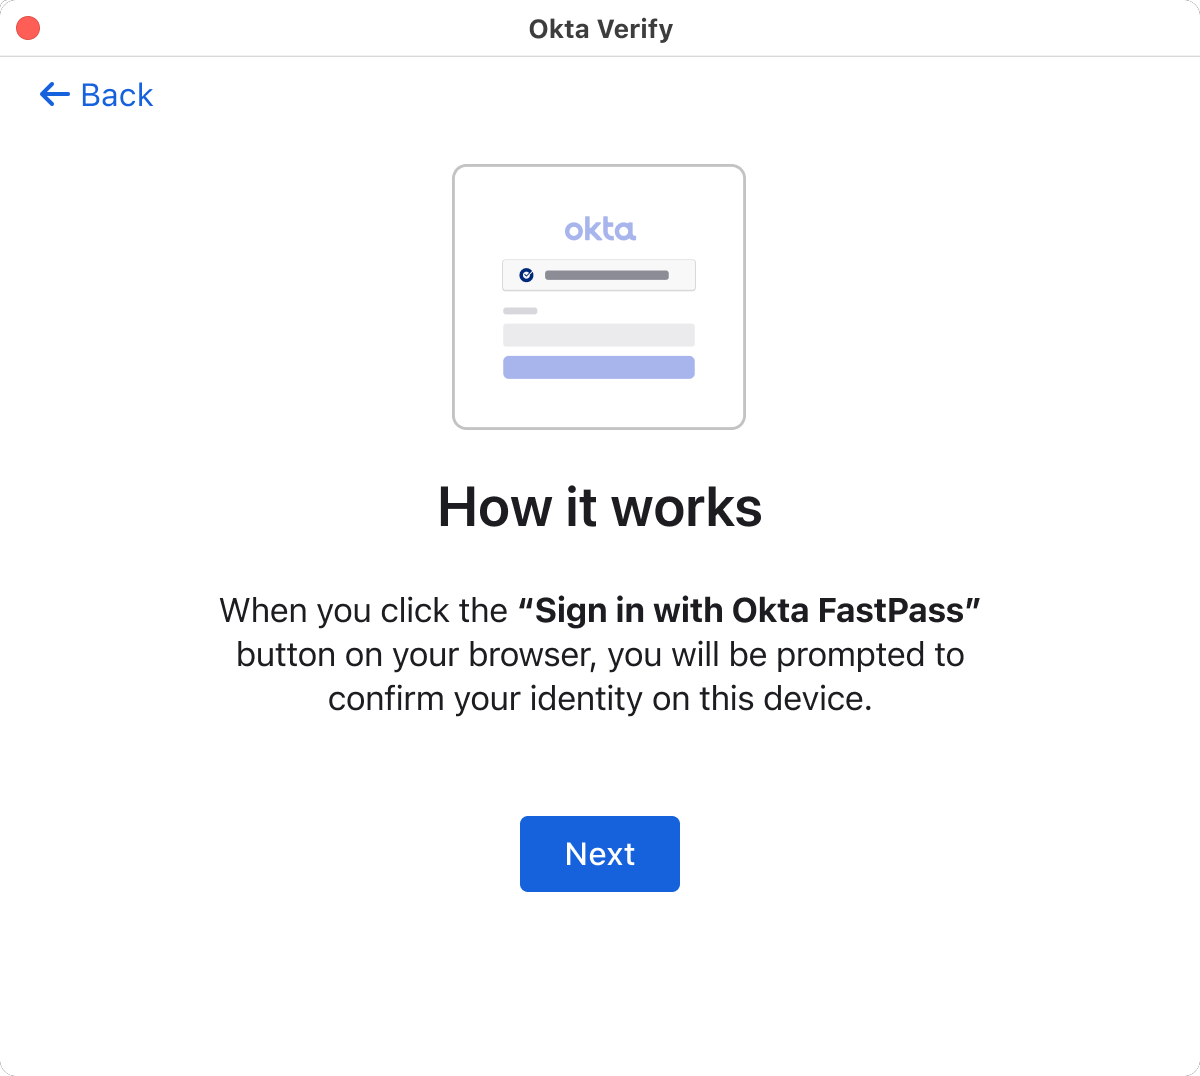 Okta Verify
← Back
okta
How it works
When you click the “Sign in with Okta FastPass”
button on your browser, you will be prompted to
confirm your identity on this device.
Next